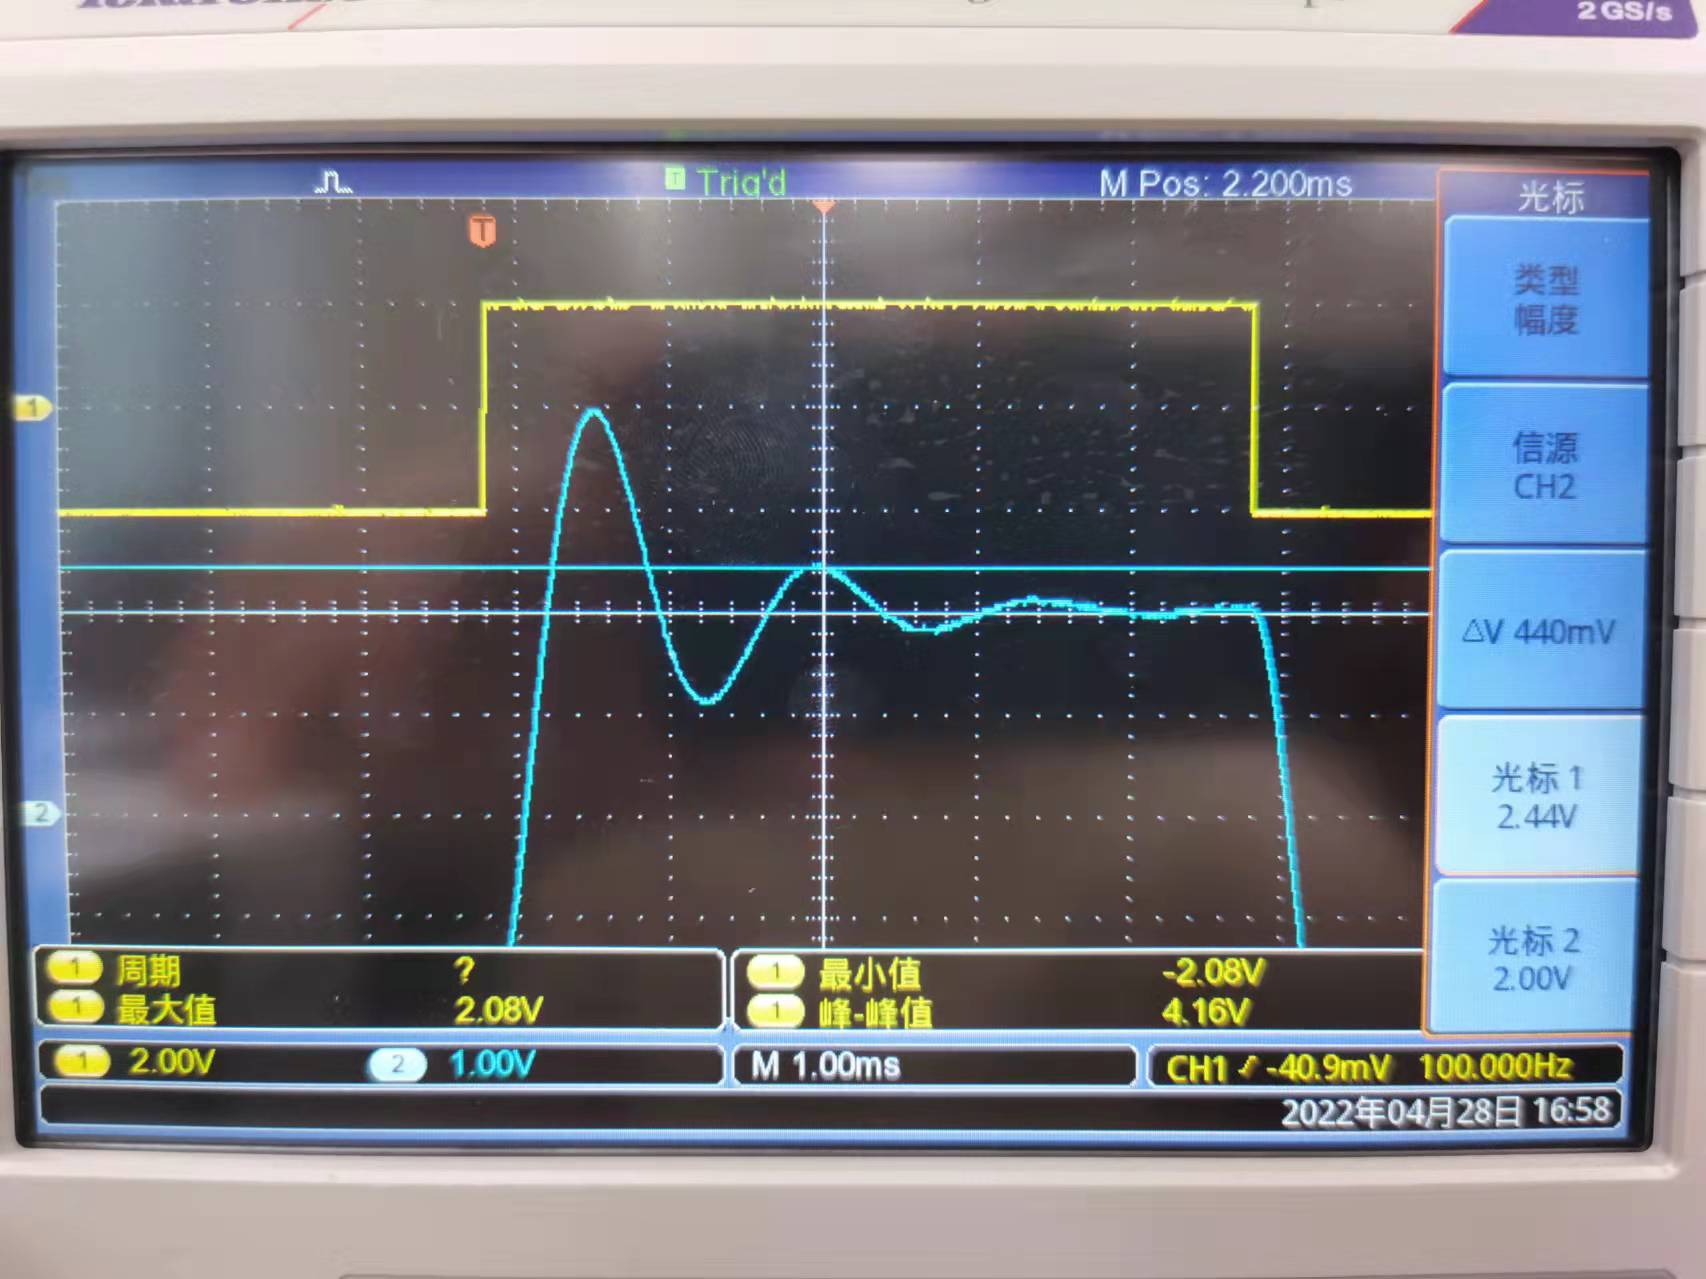 2 GS/s
T Trig'd
M Pos: 2.200ms
光标
T
类型
幅度
1
信源
CH2
△V 440mV
光标 1
2.44V
2
光标 2
2.00V
1 周期 ?
1 最大值 2.08V
1 最小值 -2.08V
1 峰-峰值 4.16V
1 2.00V 2 1.00V M 1.00ms CH1 -40.9mV 100.000Hz
2022年04月28日 16:58